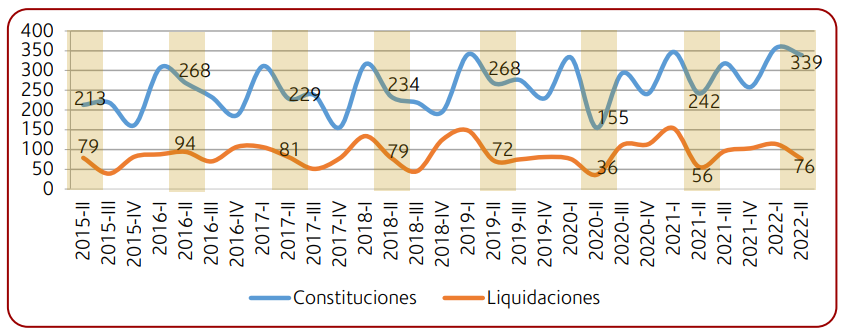 400
350
300
250
200
150
100
50
0
213
268
229
234
268
155
242
339
79
94
81
79
72
36
56
76
2015-II
2015-III
2015-IV
2016-I
2016-II
2016-III
2016-IV
2017-I
2017-II
2017-III
2017-IV
2018-I
2018-II
2018-III
2018-IV
2019-I
2019-II
2019-III
2019-IV
2020-I
2020-II
2020-III
2020-IV
2021-I
2021-II
2021-III
2021-IV
2022-I
2022-II
Constituciones
Liquidaciones